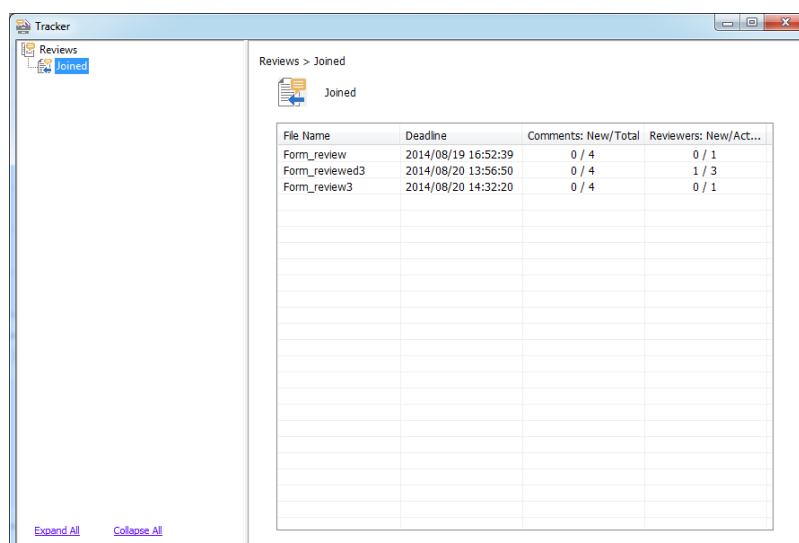 Tracker
Reviews
Joined
Reviews > Joined
Joined
File Name Deadline Comments: New/Total Reviewers: New/Act...
Form_review 2014/08/19 16:52:39 0 / 4 0 / 1
Form_reviewed3 2014/08/20 13:56:50 0 / 4 1 / 3
Form_review3 2014/08/20 14:32:20 0 / 4 0 / 1
Expand All Collapse All